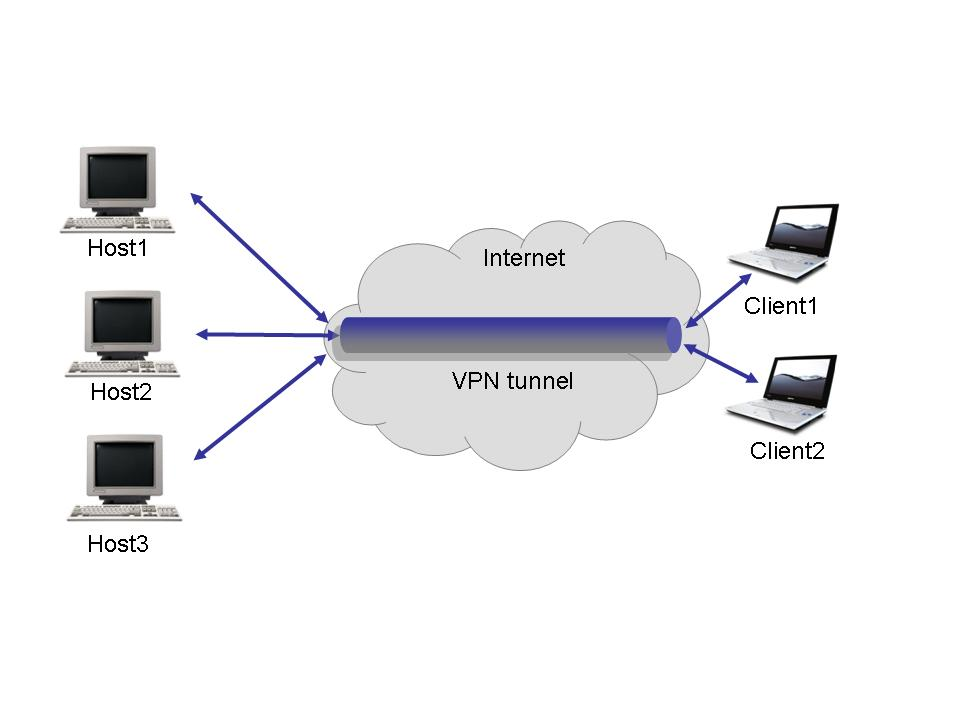 Host1
Host2
Host3
Internet
VPN tunnel
Client1
Client2